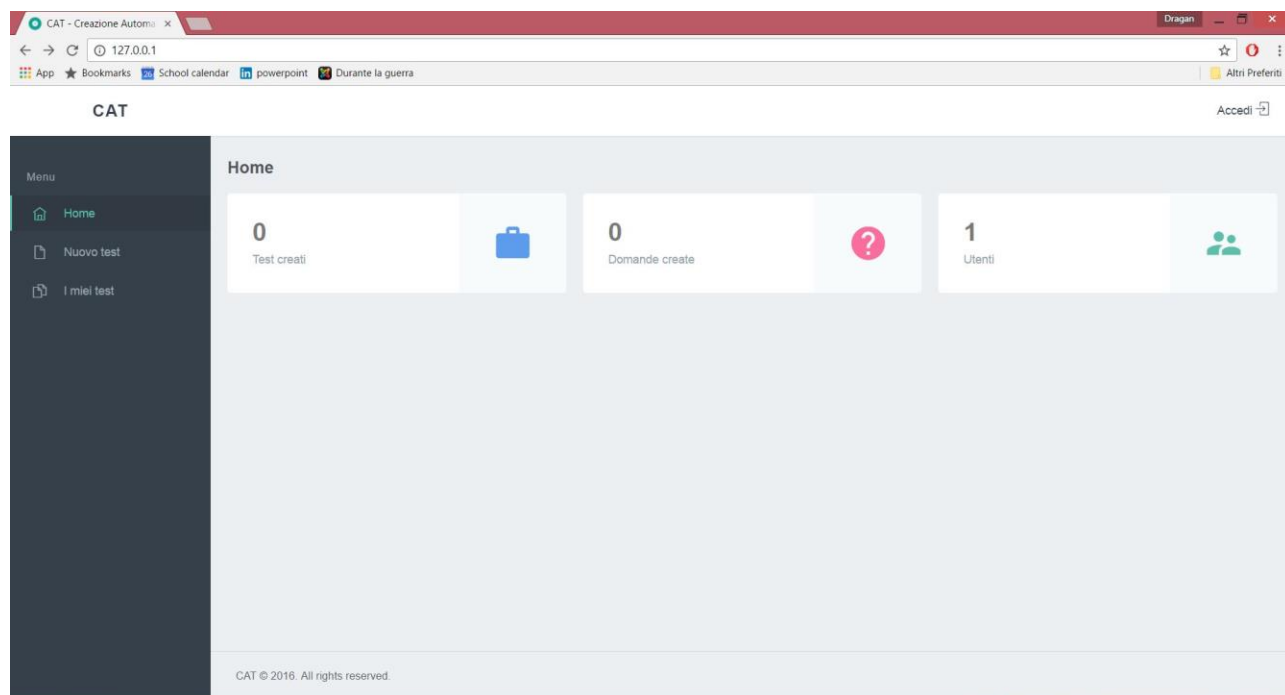 CAT - Creazione Automa
Dragan
127.0.0.1
App Bookmarks 26 School calendar in powerpoint Durante la guerra Altri Preferiti
CAT
Accedi
Menu
Home
Nuovo test
I miei test
Home
0
Test creati
0
Domande create
?
1
Utenti
CAT © 2016. All rights reserved.